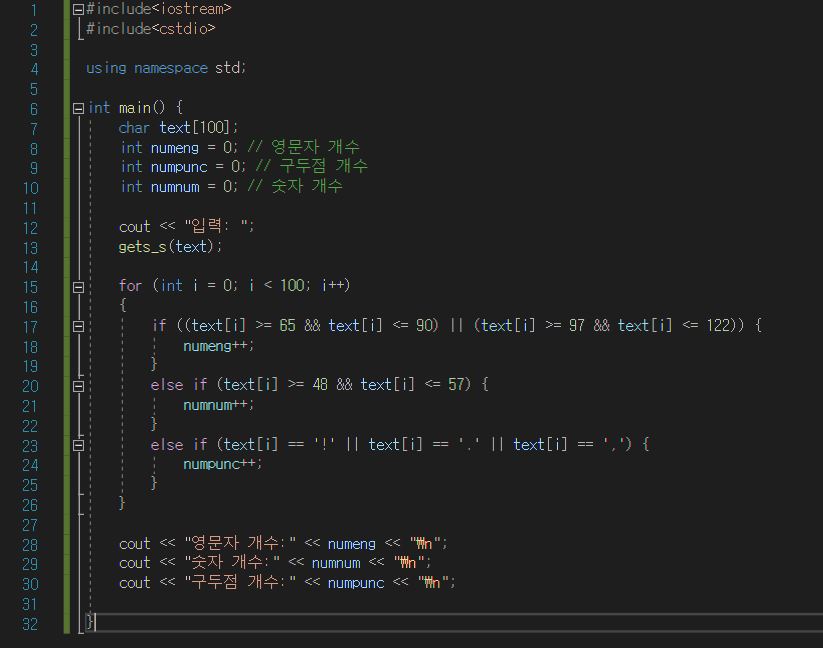 1 #include<iostream>
2 #include<cstdio>
3
4 using namespace std;
5
6 int main() {
7 char text[100];
8 int numeng = 0; // 영문자 개수
9 int numpunc = 0; // 구두점 개수
10 int numnum = 0; // 숫자 개수
11
12 cout << "입력: ";
13 gets_s(text);
14
15 for (int i = 0; i < 100; i++)
16 {
17 if ((text[i] >= 65 && text[i] <= 90) || (text[i] >= 97 && text[i] <= 122)) {
18 numeng++;
19 }
20 else if (text[i] >= 48 && text[i] <= 57) {
21 numnum++;
22 }
23 else if (text[i] == '!' || text[i] == '.' || text[i] == ',') {
24 numpunc++;
25 }
26 }
27
28 cout << "영문자 개수:" << numeng << "₩n";
29 cout << "숫자 개수:" << numnum << "₩n";
30 cout << "구두점 개수:" << numpunc << "₩n";
31
32 }